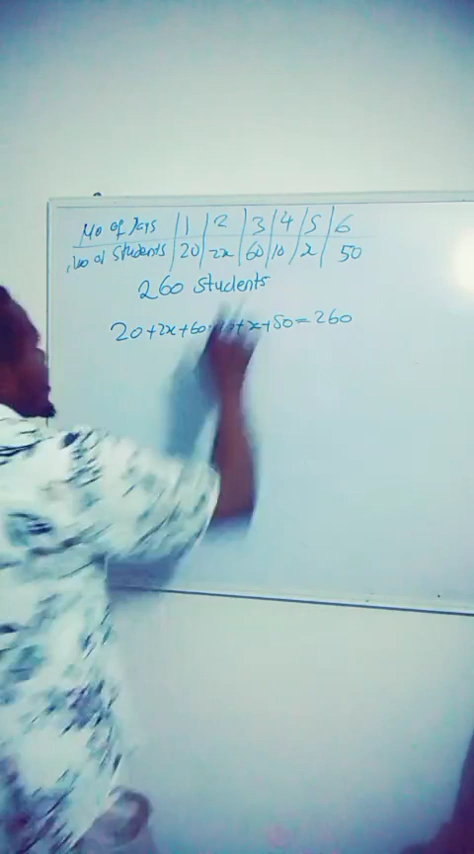 No of Days | 1 | 2 | 3 | 4 | 5 | 6
No of Students | 20 | 2x | 60 | 10 | x | 50
260 Students
20+2x+60 +x+50=260